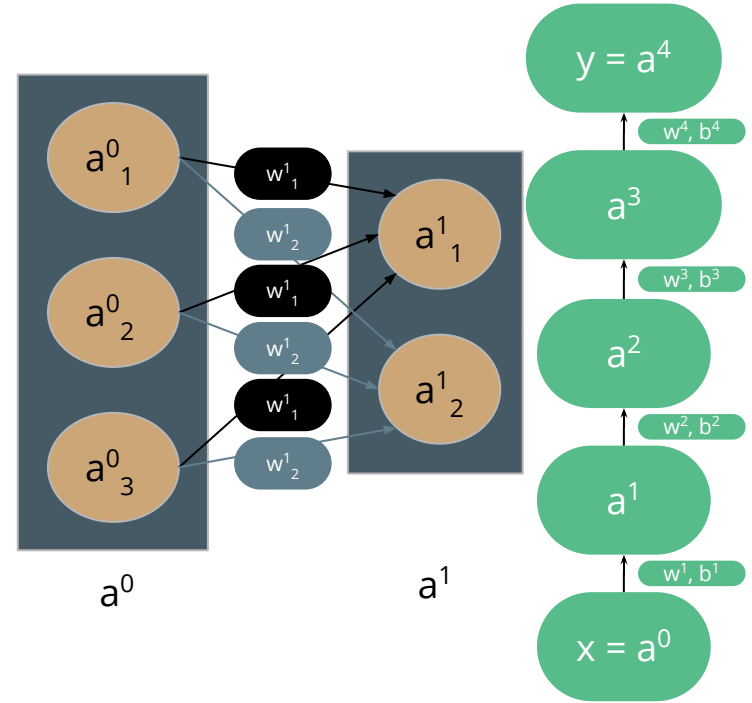 a⁰₁
a⁰₂
a⁰₃
a⁰
w¹₁
w¹₂
w¹₁
w¹₂
w¹₁
w¹₂
a¹₁
a¹₂
a¹
y = a⁴
w⁴, b⁴
a³
w³, b³
a²
w², b²
a¹
w¹, b¹
x = a⁰